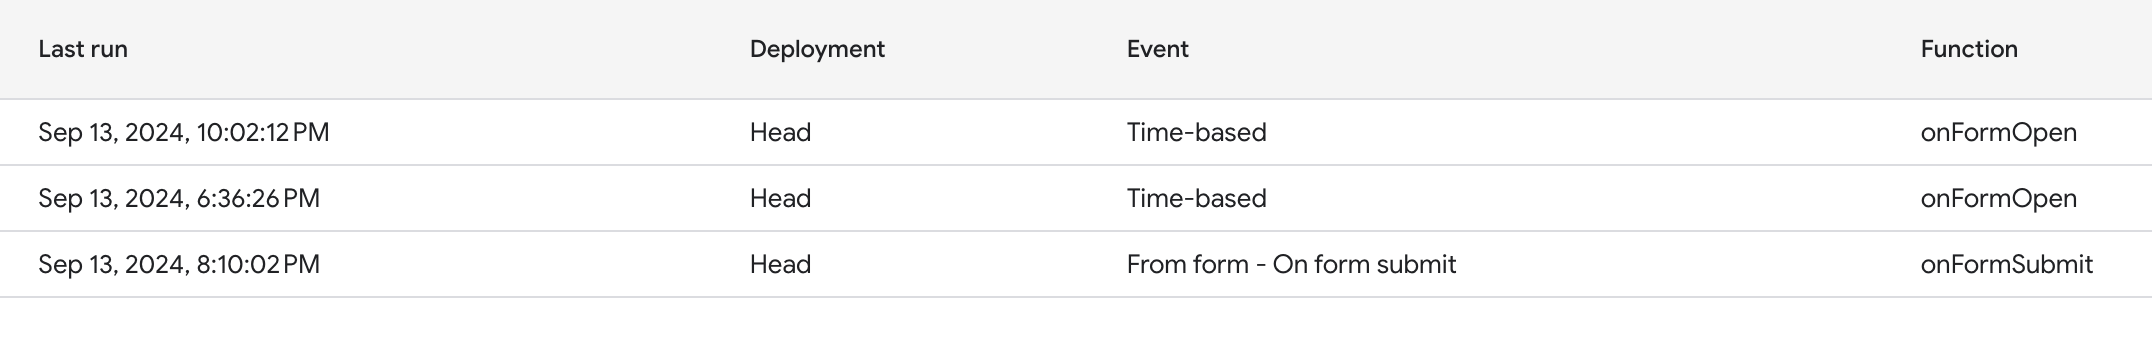 Last run Deployment Event Function
Sep 13, 2024, 10:02:12 PM Head Time-based onFormOpen
Sep 13, 2024, 6:36:26 PM Head Time-based onFormOpen
Sep 13, 2024, 8:10:02 PM Head From form - On form submit onFormSubmit